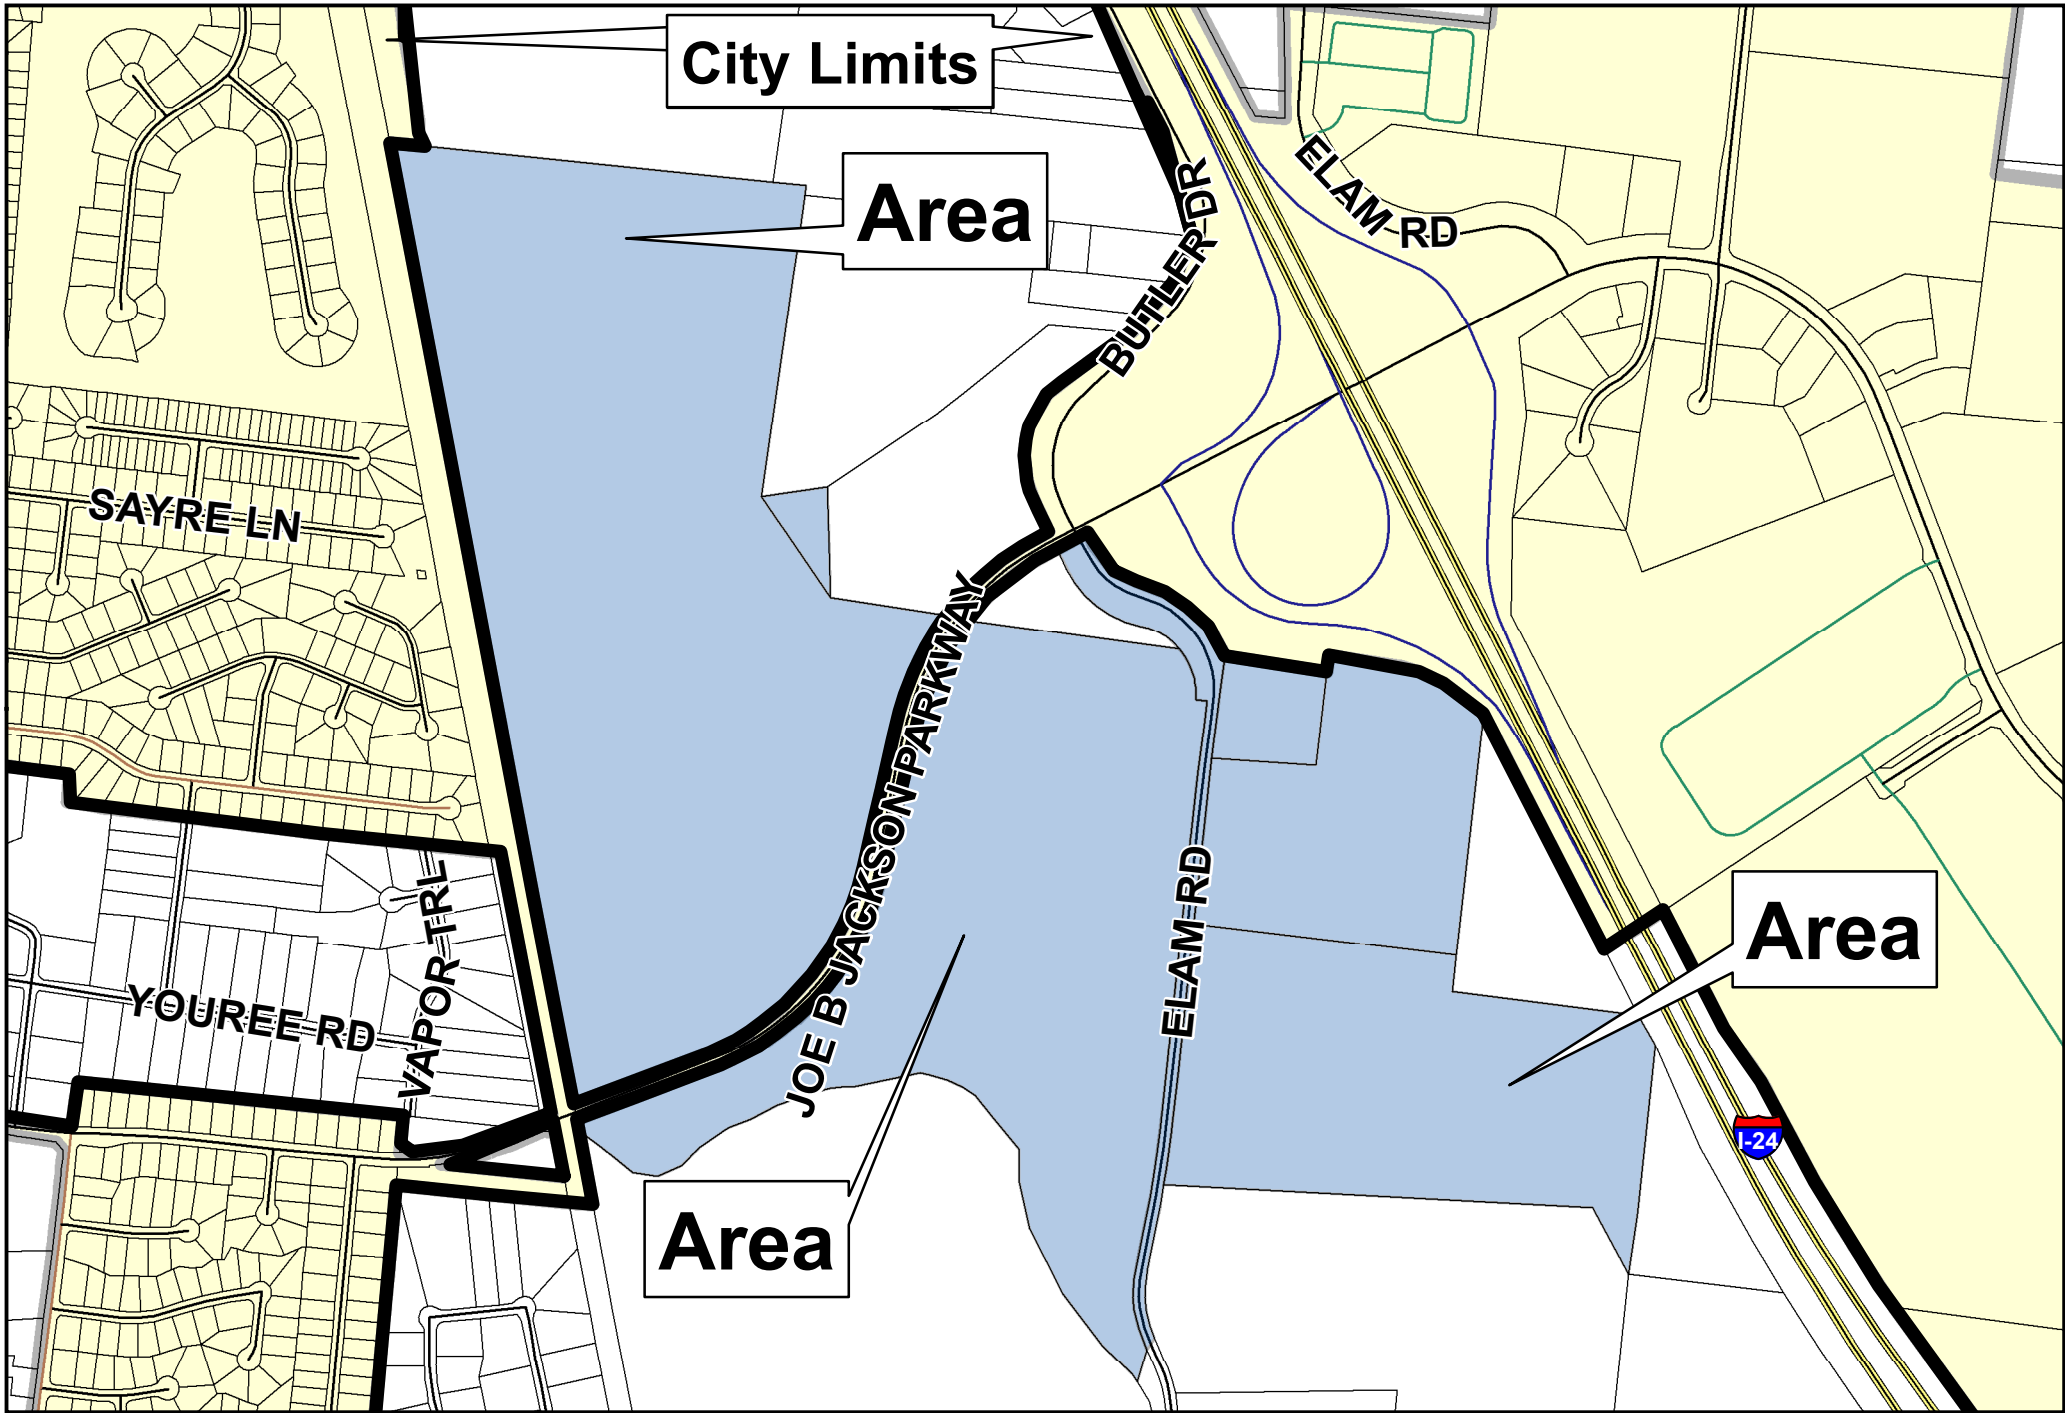 City Limits
Area
BUTLER DR
ELAM RD
SAYRE LN
JOE B JACKSON PARKWAY
ELAM RD
VAPOR TRL
YOUREE RD
Area
I-24
Area